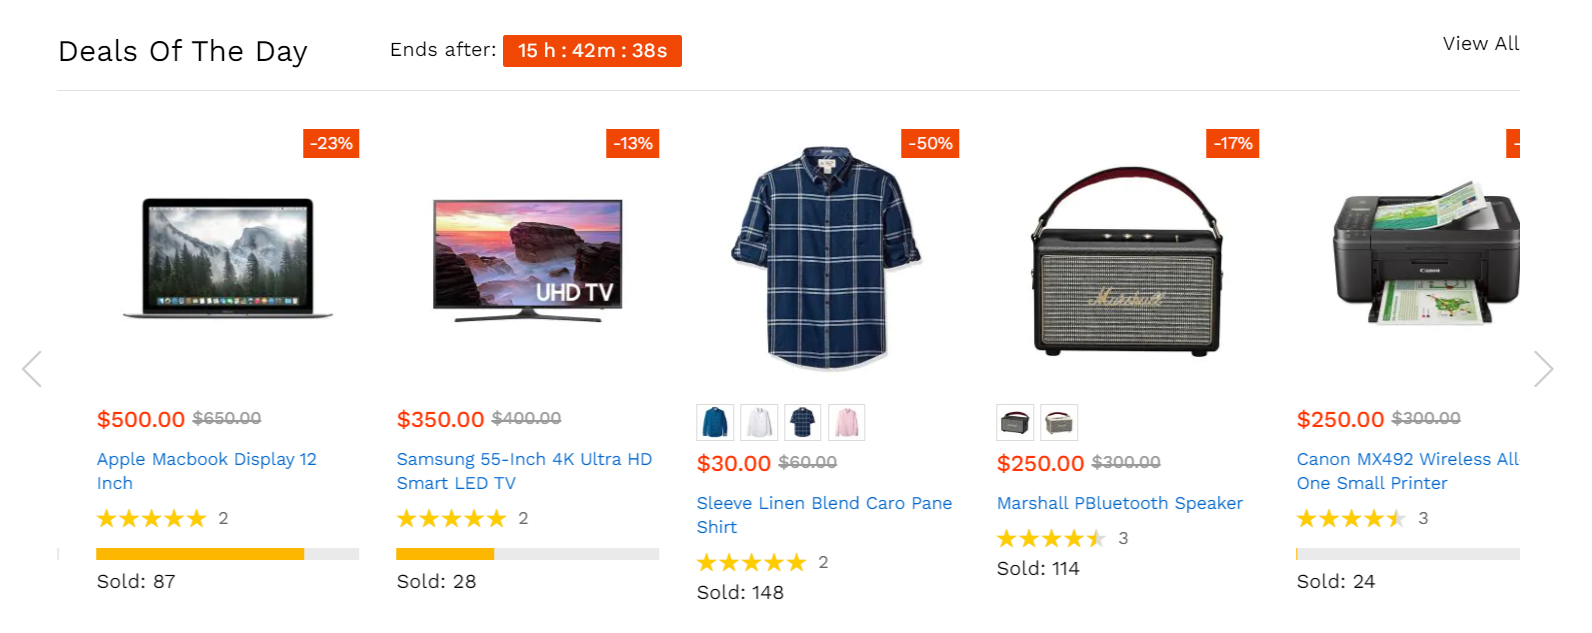 Deals Of The Day
Ends after: 15 h : 42m : 38s
View All
-23%
$500.00 $650.00
Apple Macbook Display 12
Inch
2
Sold: 87
-13%
UHD TV
$350.00 $400.00
Samsung 55-Inch 4K Ultra HD
Smart LED TV
2
Sold: 28
-50%
$30.00 $60.00
Sleeve Linen Blend Caro Pane
Shirt
2
Sold: 148
-17%
Marshall
$250.00 $300.00
Marshall PBluetooth Speaker
3
Sold: 114
-
Canon
$250.00 $300.00
Canon MX492 Wireless All-
One Small Printer
3
Sold: 24